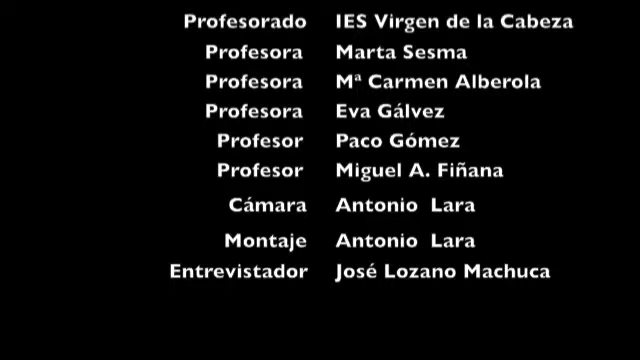 Profesorado IES Virgen de la Cabeza
Profesora Marta Sesma
Profesora Mª Carmen Alberola
Profesora Eva Gálvez
Profesor Paco Gómez
Profesor Miguel A. Fiñana
Cámara Antonio Lara
Montaje Antonio Lara
Entrevistador José Lozano Machuca